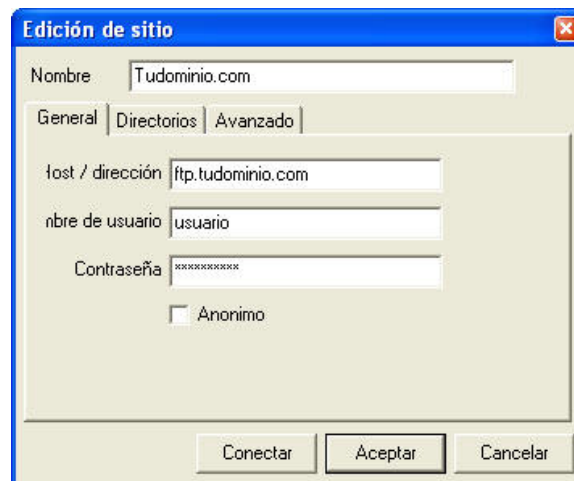 Edición de sitio
Nombre Tudominio.com
General Directorios Avanzado
Host / dirección ftp.tudominio.com
nbre de usuario usuario
Contraseña **********
Anonimo
Conectar Aceptar Cancelar